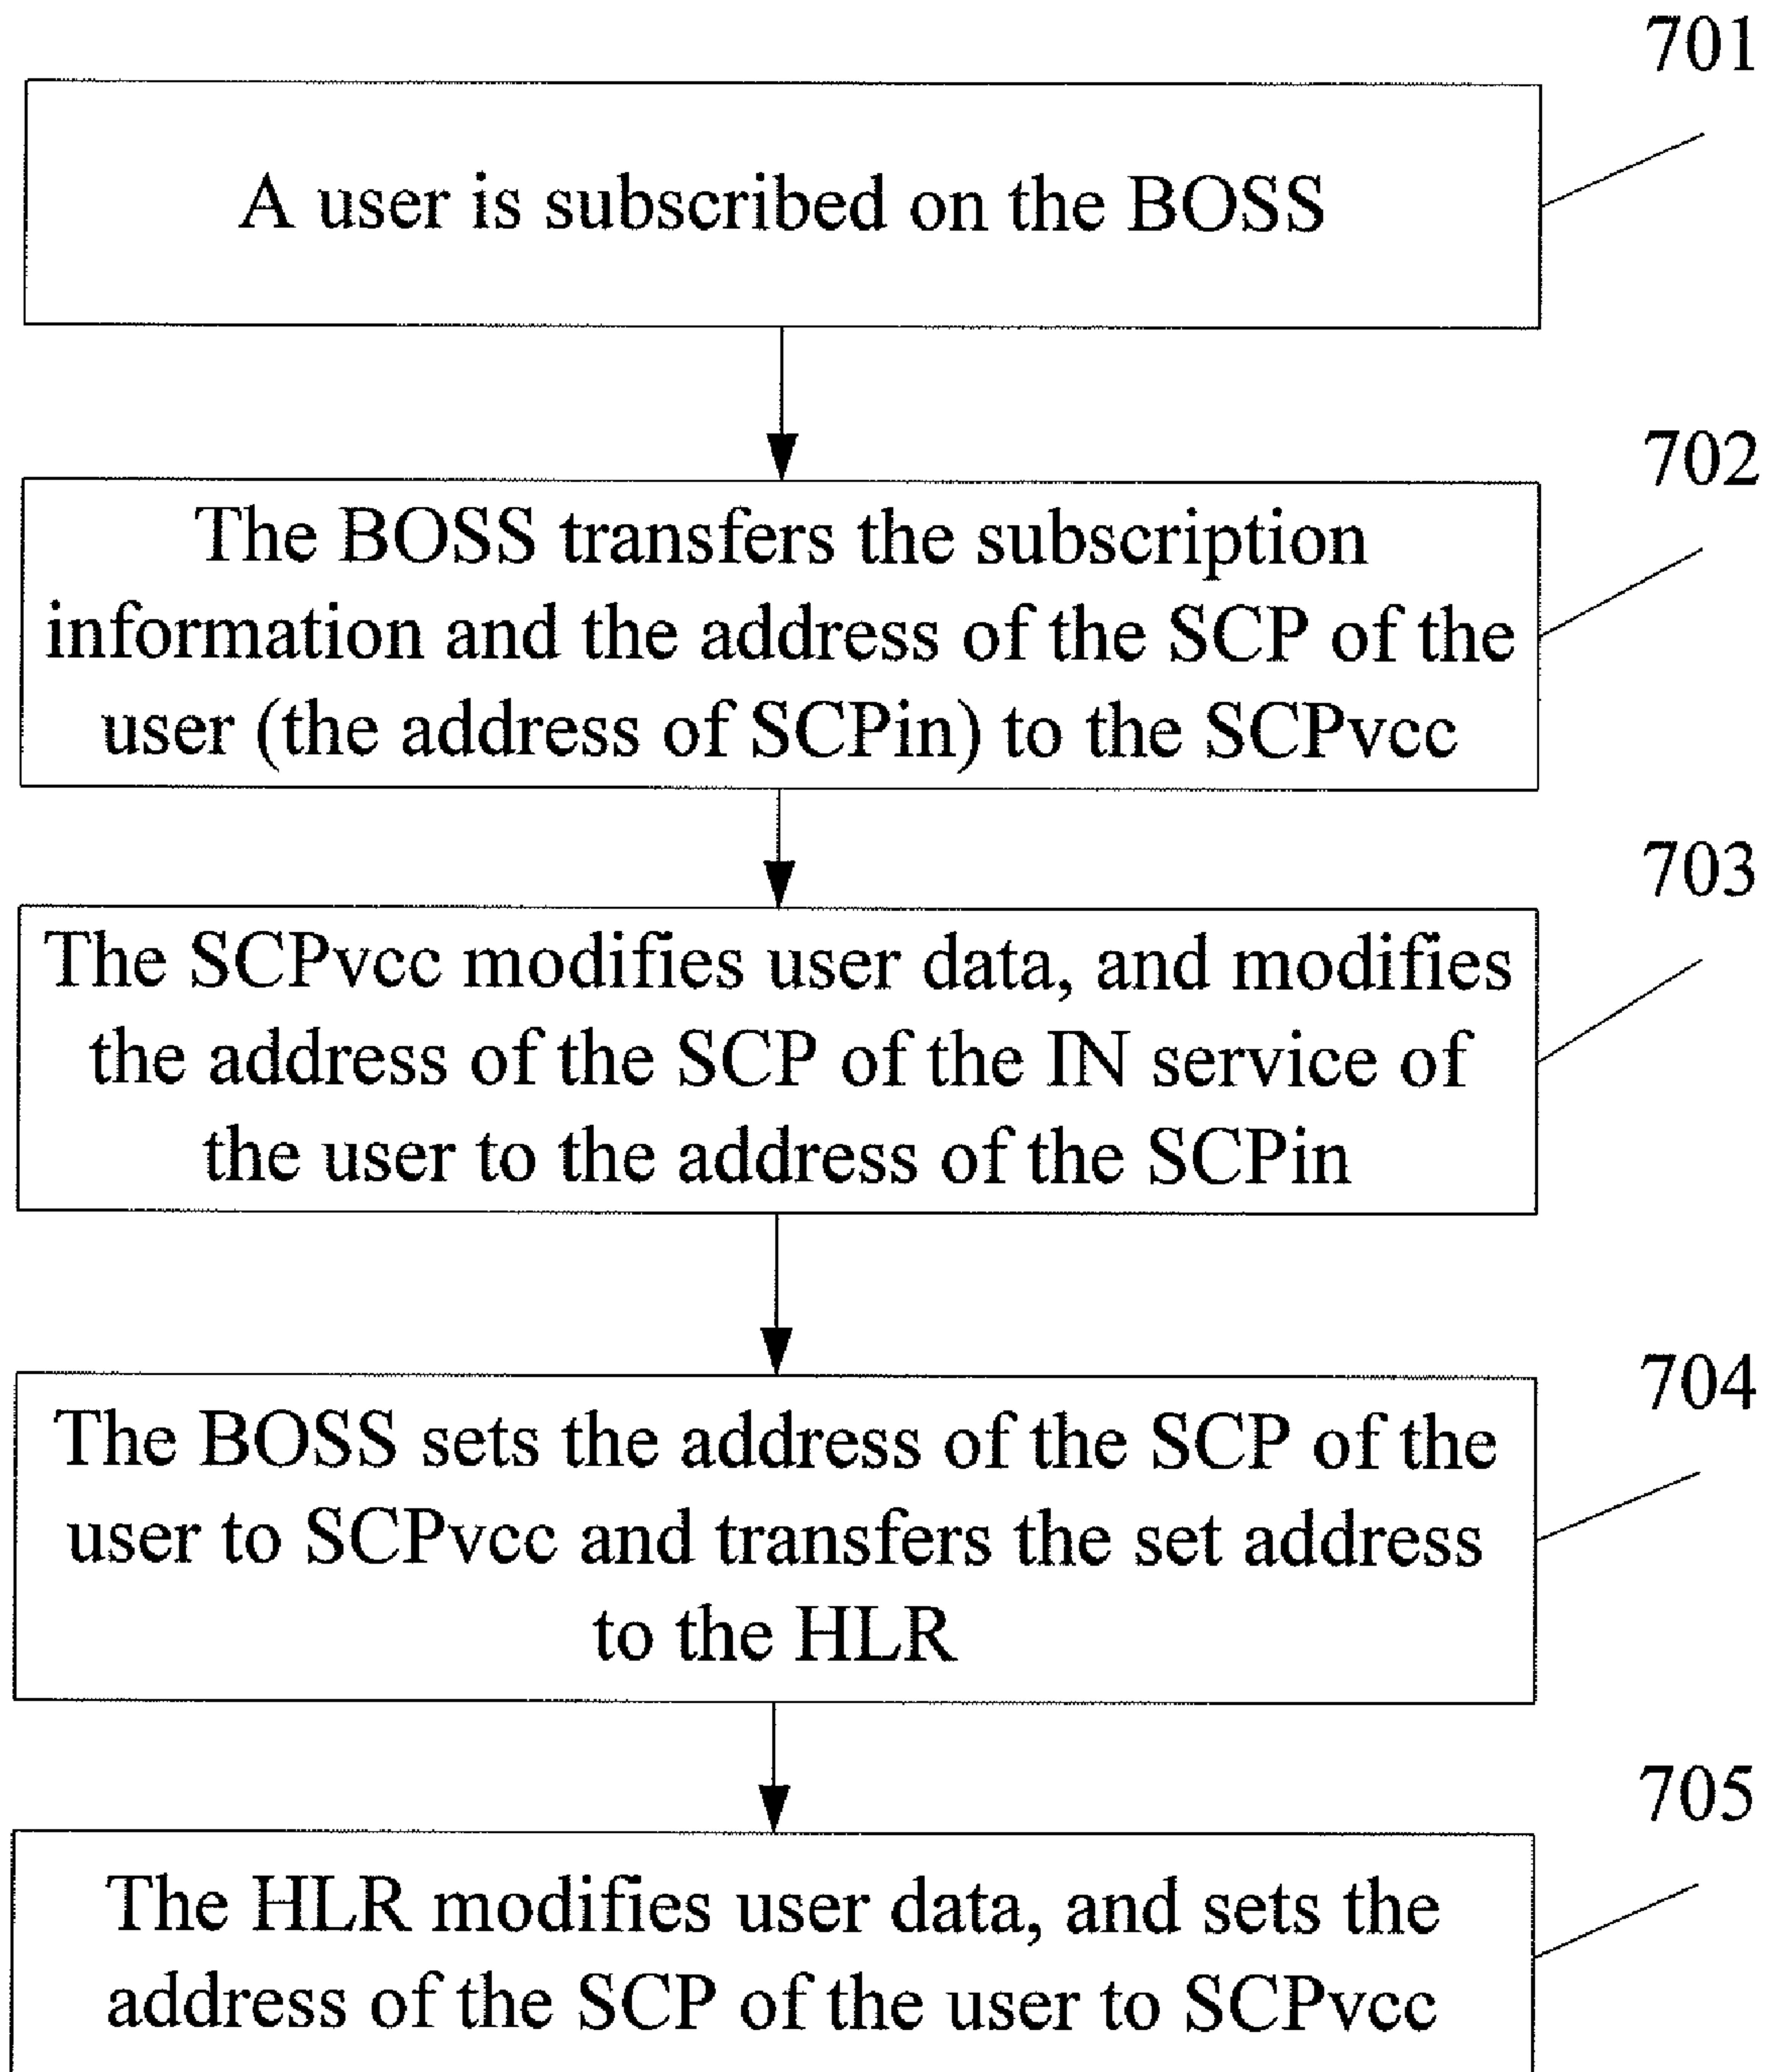 701
A user is subscribed on the BOSS
702
The BOSS transfers the subscription
information and the address of the SCP of the
user (the address of SCPin) to the SCPvcc
703
The SCPvcc modifies user data, and modifies
the address of the SCP of the IN service of
the user to the address of the SCPin
704
The BOSS sets the address of the SCP of the
user to SCPvcc and transfers the set address
to the HLR
705
The HLR modifies user data, and sets the
address of the SCP of the user to SCPvcc